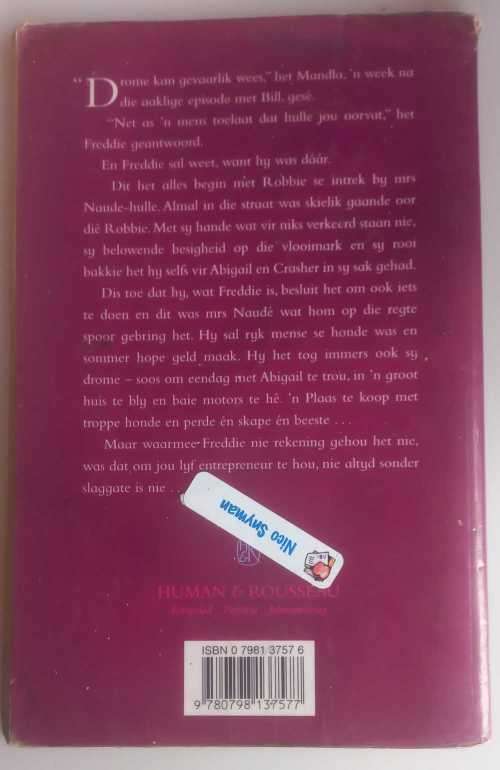 "Drome kan gevaarlik wees," het Mandla, 'n week na
die aaklige episode met Bill, gesê.
"Net as 'n mens toelaat dat hulle jou oorvat," het
Freddie geantwoord.
En Freddie sal weet, want hy was dáár.
Dit het alles begin met Robbie se intrek by mrs
Naudé-hulle. Almal in die straat was skielik gaande oor
dié Robbie. Met sy hande wat vir niks verkeerd staan nie,
sy belowende besigheid op die vlooimark en sy rooi
bakkie het hy selfs vir Abigail en Crasher in sy sak gehad.
Dis toe dat hy, wat Freddie is, besluit het om ook iets
te doen en dit was mrs Naudé wat hom op die regte
spoor gebring het. Hy sal ryk mense se honde was en
sommer hope geld maak. Hy het tog immers ook sy
drome – soos om eendag met Abigail te trou, in 'n groot
huis te bly en baie motors te hê. 'n Plaas te koop met
troppe honde en perde én skape én beeste . . .
Maar waarmee Freddie nie rekening gehou het nie,
was dat om jou lyf entrepreneur te hou, nie altyd sonder
slaggate is nie . . .
Nico Snyman
HUMAN & ROUSSEAU
Kaapstad Pretoria Johannesburg
ISBN 0 7981 3757 6
9 780798 137577